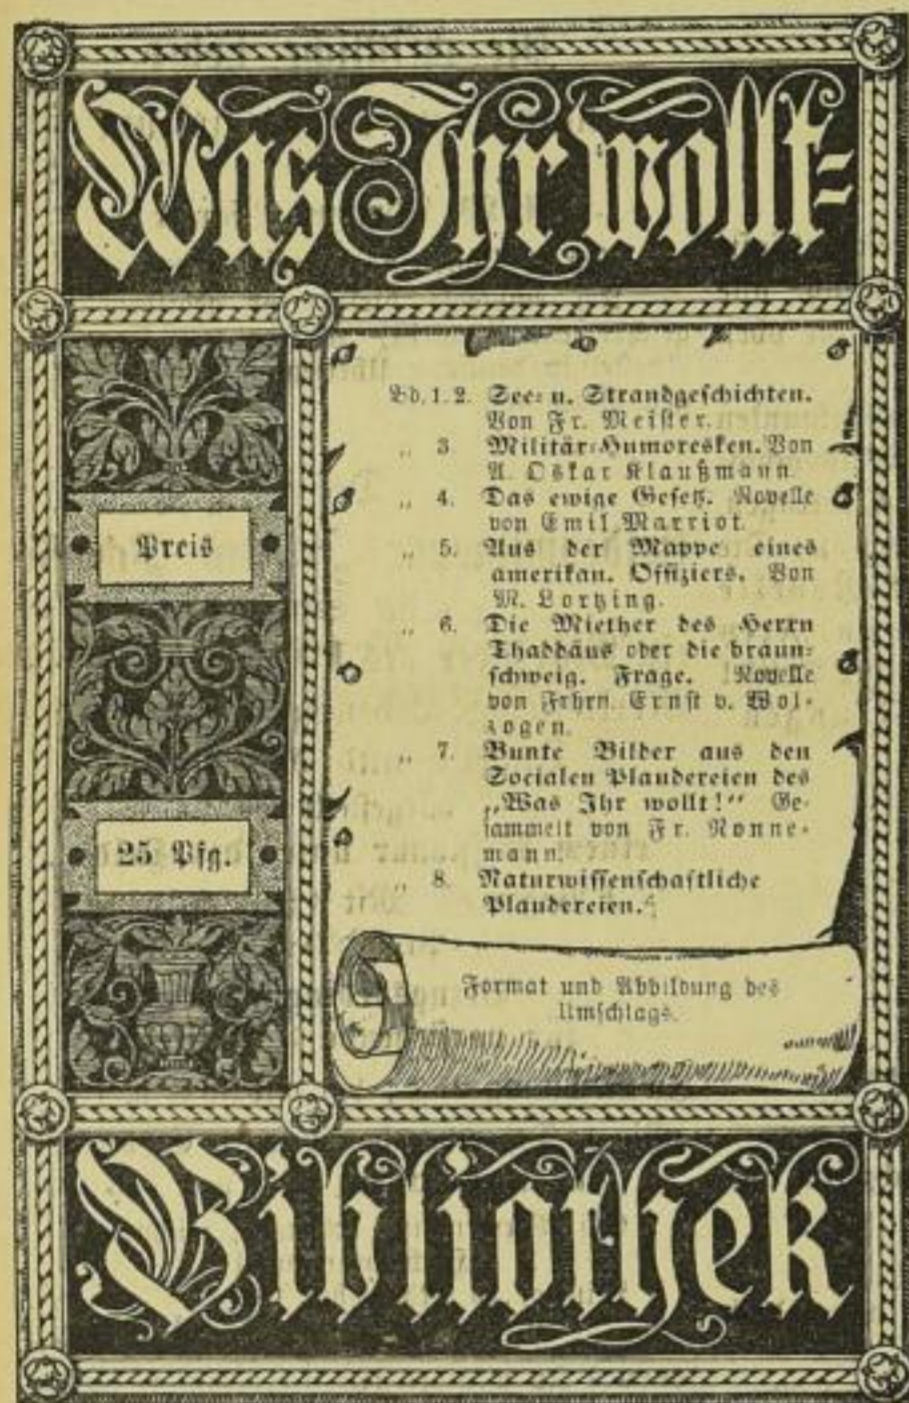 Was Ihr wollt-
Preis
25 Pfg.
Bd. 1. 2. See- u. Strandgeschichten.
Von Fr. Meister.
„ 3 Militär-Humoresken. Von
A. Oskar Klaußmann
„ 4. Das ewige Gesetz. Novelle
von Emil Marriot.
„ 5. Aus der Mappe eines
amerikan. Offiziers. Von
M. Lortzing.
„ 6. Die Miether des Herrn
Thaddäus oder die braun-
schweig. Frage. Novelle
von Frhrn. Ernst v. Wol-
zogen.
„ 7. Bunte Bilder aus den
Socialen Plaudereien des
„Was Ihr wollt!“ Ge-
sammelt von Fr. Nonne-
mann.
„ 8. Naturwissenschaftliche
Plaudereien.
Format und Abbildung des
Umschlags.
Bibliothek